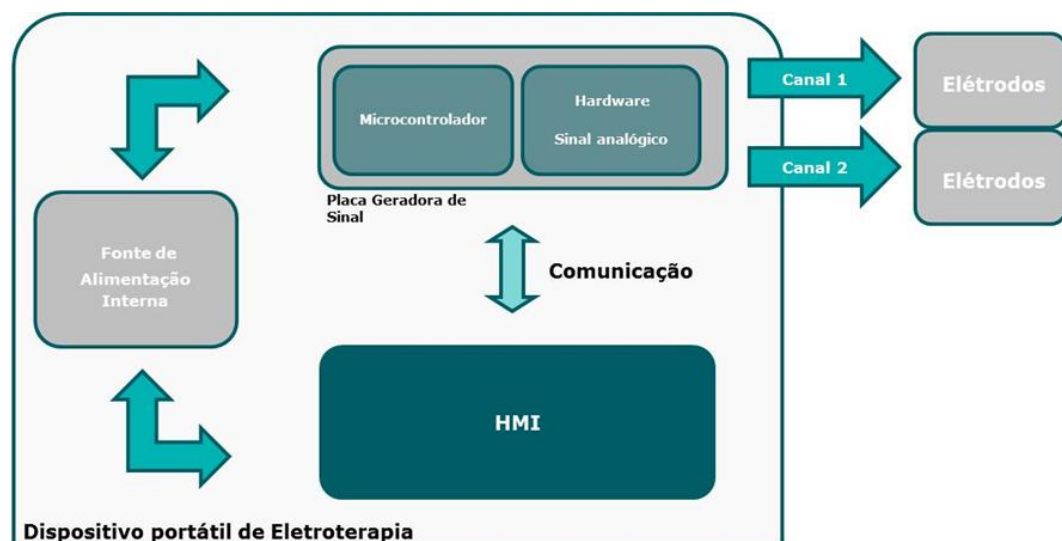 Microcontrolador
Hardware
Sinal analógico
Canal 1
Elétrodos
Canal 2
Elétrodos
Placa Geradora de
Sinal
Fonte de
Alimentação
Interna
Comunicação
HMI
Dispositivo portátil de Eletroterapia